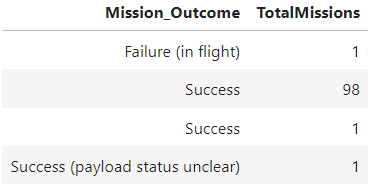 Mission_Outcome TotalMissions
Failure (in flight) 1
Success 98
Success 1
Success (payload status unclear) 1